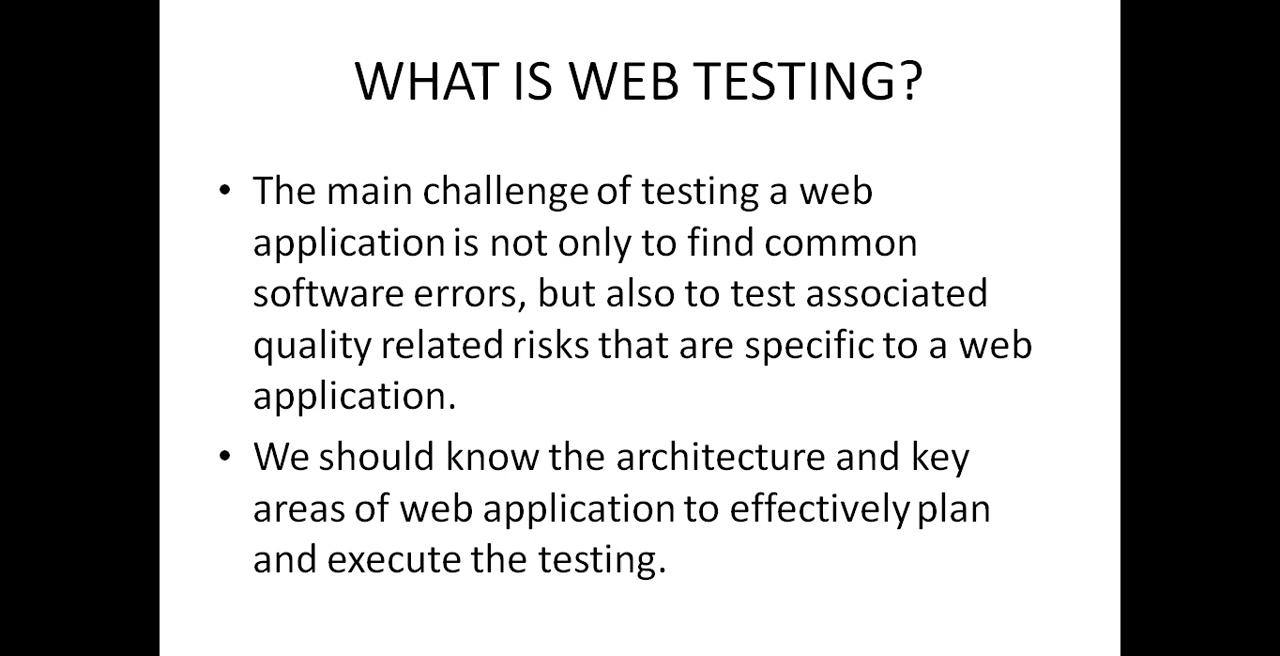 WHAT IS WEB TESTING?
• The main challenge of testing a web
application is not only to find common
software errors, but also to test associated
quality related risks that are specific to a web
application.
• We should know the architecture and key
areas of web application to effectively plan
and execute the testing.